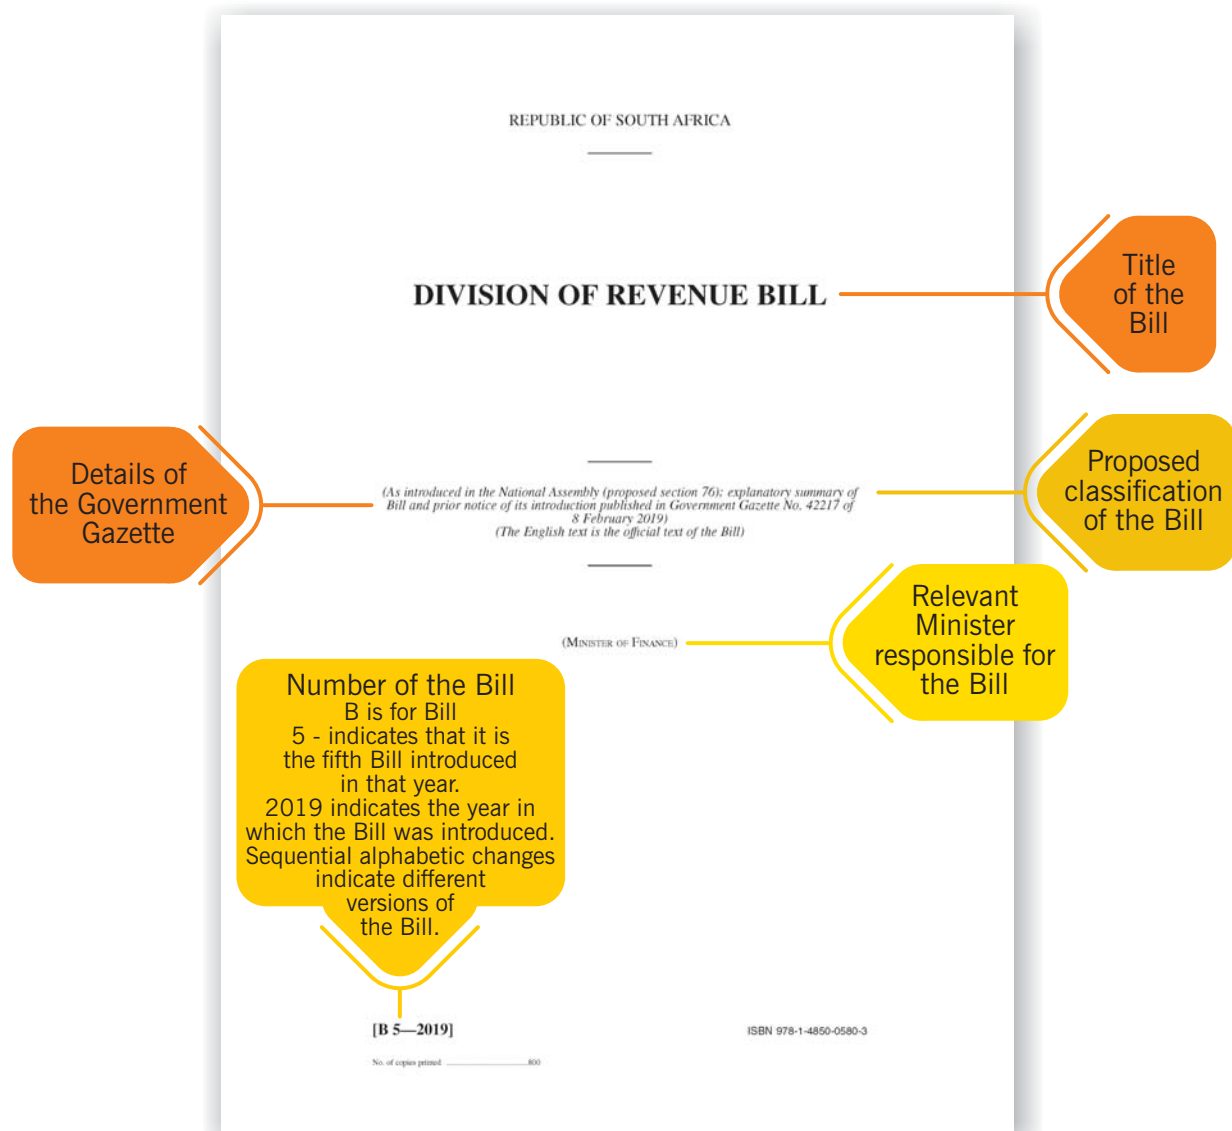 REPUBLIC OF SOUTH AFRICA
DIVISION OF REVENUE BILL
Title
of the
Bill
Details of
the Government
Gazette
(As introduced in the National Assembly (proposed section 76); explanatory summary of
Bill and prior notice of its introduction published in Government Gazette No. 42217 of
8 February 2019)
(The English text is the official text of the Bill)
Proposed
classification
of the Bill
(MINISTER OF FINANCE)
Relevant
Minister
responsible for
the Bill
Number of the Bill
B is for Bill
5 - indicates that it is
the fifth Bill introduced
in that year.
2019 indicates the year in
which the Bill was introduced.
Sequential alphabetic changes
indicate different
versions of
the Bill.
[B 5—2019]
ISBN 978-1-4850-0580-3
No. of copies printed ..............................800